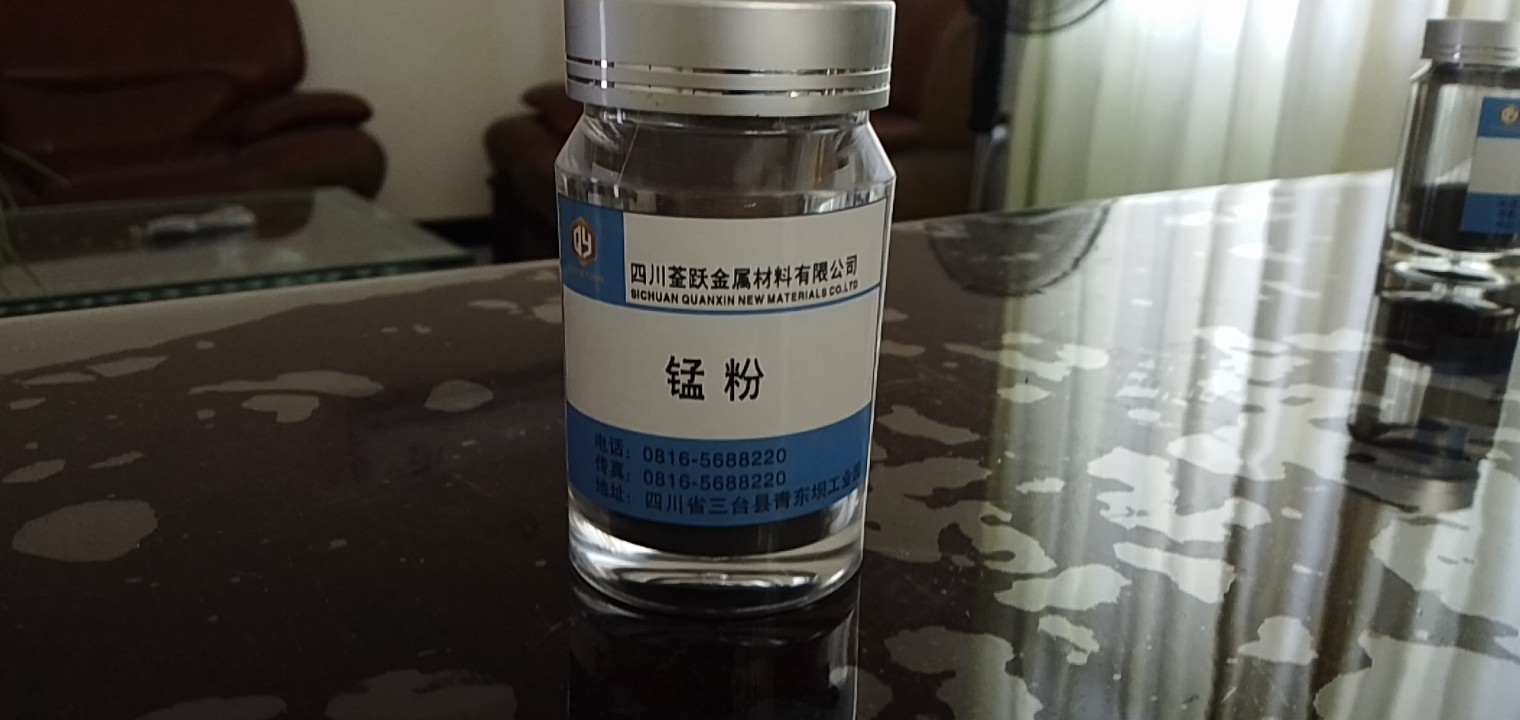 QY
四川荃跃金属材料有限公司
SICHUAN QUANXIN NEW MATERIALS CO.LTD
锰粉
电话：0816-5688220
传真：0816-5688220
地址：四川省三台县青东坝工业园